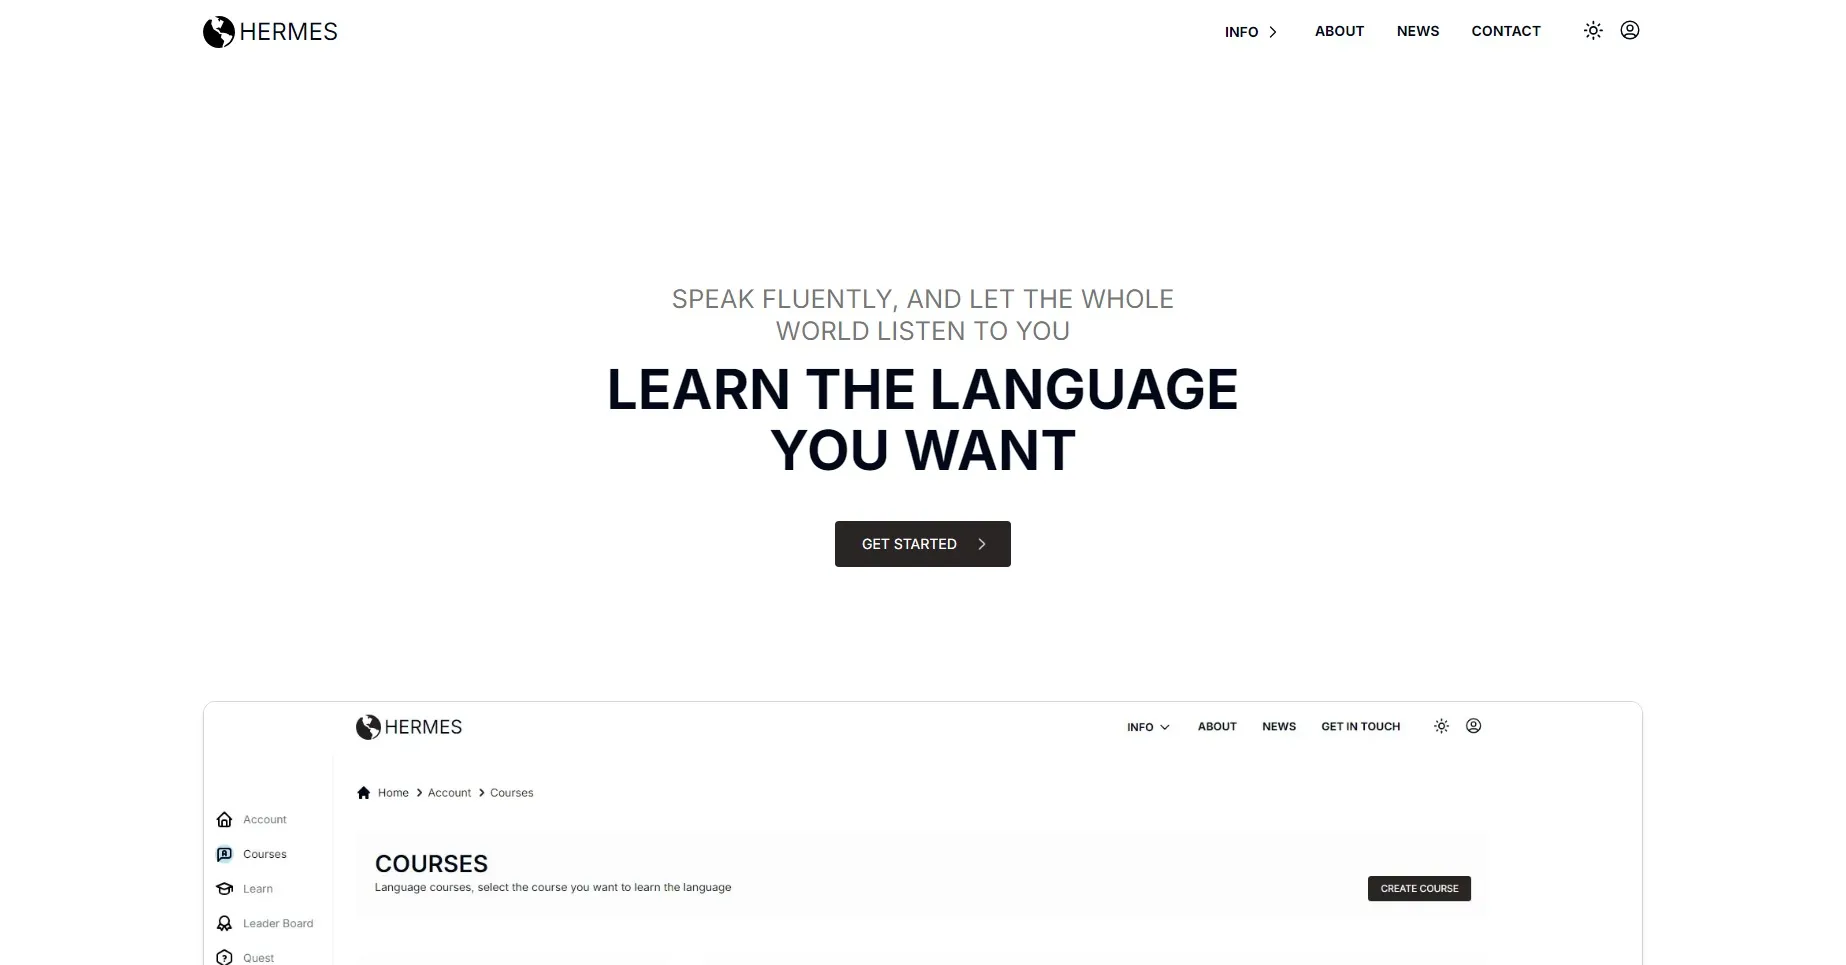 HERMES
INFO
ABOUT
NEWS
CONTACT
SPEAK FLUENTLY, AND LET THE WHOLE
WORLD LISTEN TO YOU
LEARN THE LANGUAGE
YOU WANT
GET STARTED
HERMES
INFO
ABOUT
NEWS
GET IN TOUCH
Home > Account > Courses
Account
Courses
Learn
Leader Board
Quest
COURSES
Language courses, select the course you want to learn the language
CREATE COURSE